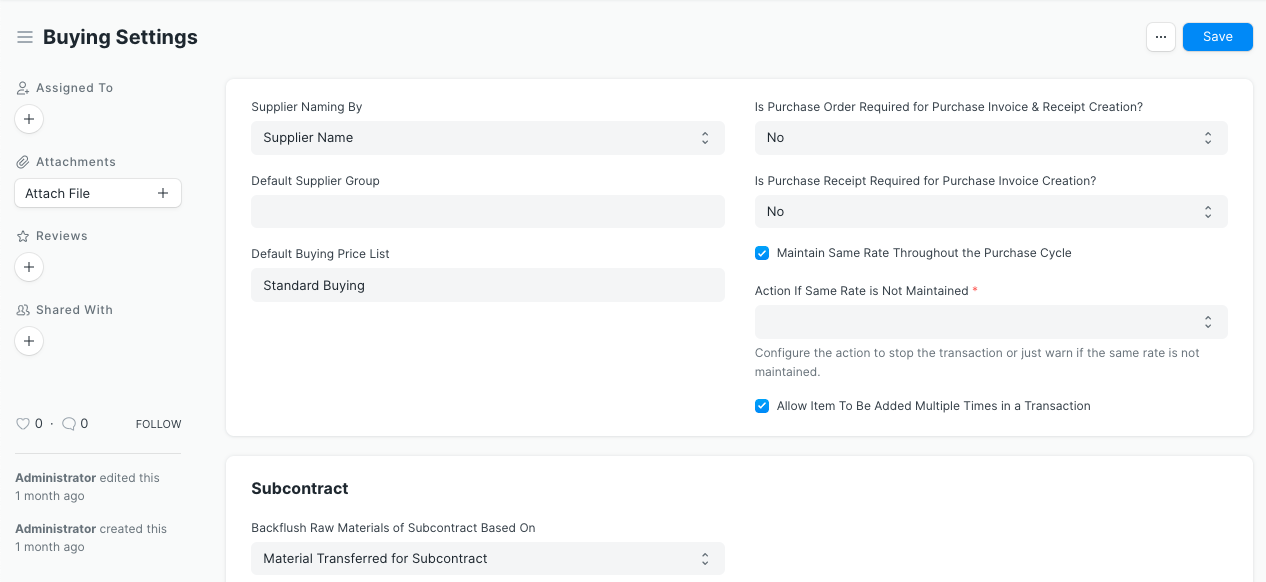 Buying Settings
...
Save
Assigned To
Attachments
Attach File
Reviews
Shared With
0 · 0 FOLLOW
Administrator edited this
1 month ago
Administrator created this
1 month ago
Supplier Naming By
Supplier Name
Default Supplier Group
Default Buying Price List
Standard Buying
Is Purchase Order Required for Purchase Invoice & Receipt Creation?
No
Is Purchase Receipt Required for Purchase Invoice Creation?
No
Maintain Same Rate Throughout the Purchase Cycle
Action If Same Rate is Not Maintained *
Configure the action to stop the transaction or just warn if the same rate is not
maintained.
Allow Item To Be Added Multiple Times in a Transaction
Subcontract
Backflush Raw Materials of Subcontract Based On
Material Transferred for Subcontract